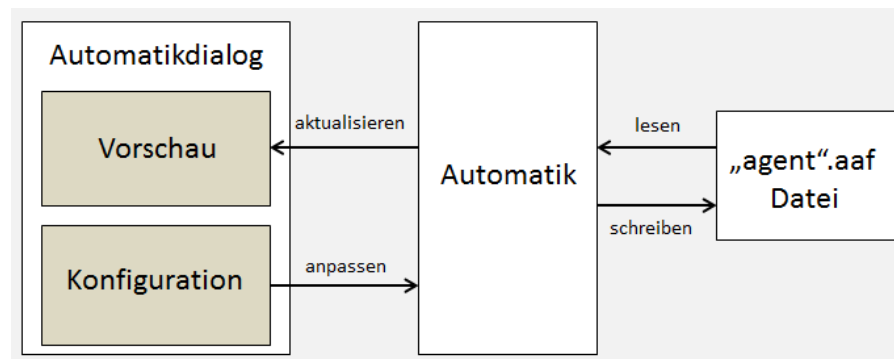 Automatikdialog
Vorschau
Konfiguration
aktualisieren
anpassen
Automatik
lesen
schreiben
„agent“.aaf
Datei